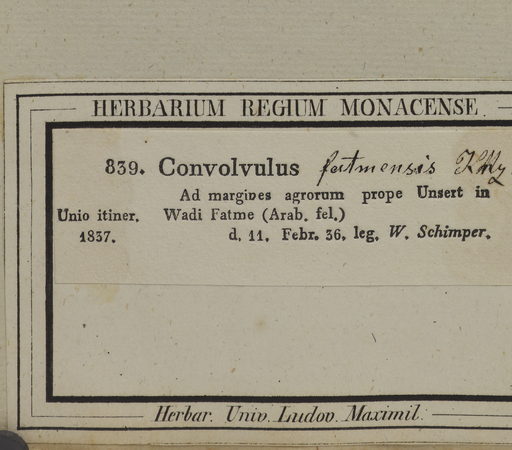 HERBARIUM REGIUM MONACENSE
839. Convolvulus fatmensis Khy
Ad margines agrorum prope Unsert in
Unio itiner. Wadi Fatme (Arab. fel.)
1837. d. 11. Febr. 36. leg. W. Schimper.
Herbar. Univ. Ludov. Maximil.